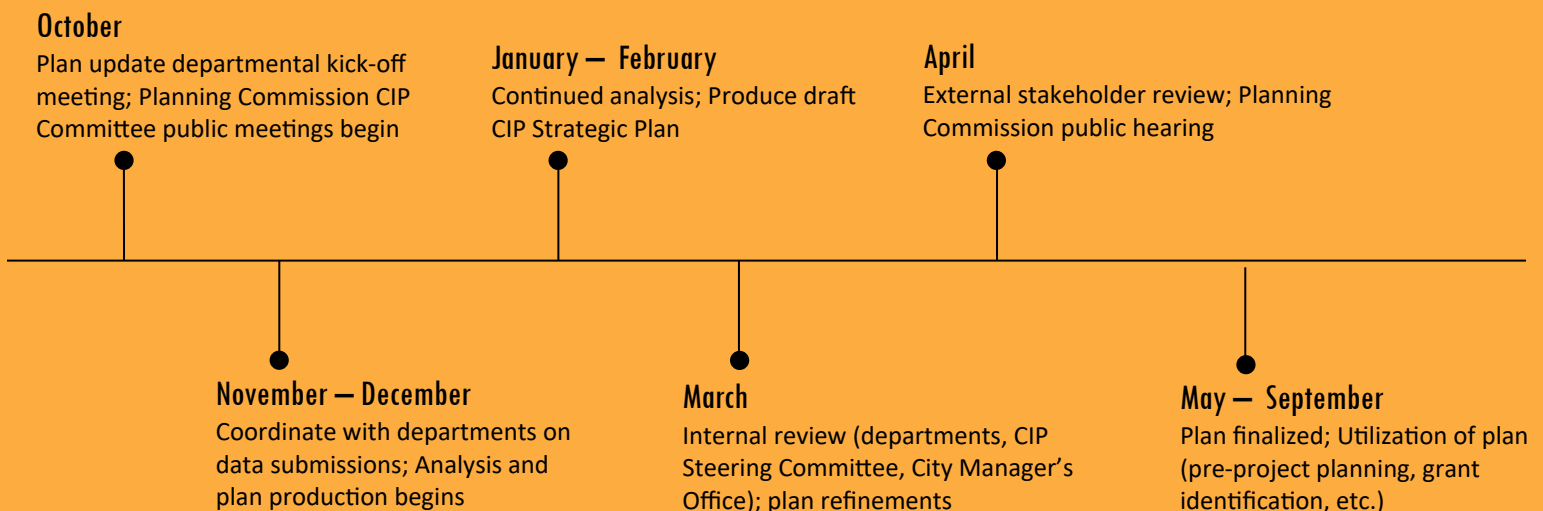 October
Plan update departmental kick-off
meeting; Planning Commission CIP
Committee public meetings begin
November – December
Coordinate with departments on
data submissions; Analysis and
plan production begins
January – February
Continued analysis; Produce draft
CIP Strategic Plan
March
Internal review (departments, CIP
Steering Committee, City Manager's
Office); plan refinements
April
External stakeholder review; Planning
Commission public hearing
May – September
Plan finalized; Utilization of plan
(pre-project planning, grant
identification, etc.)